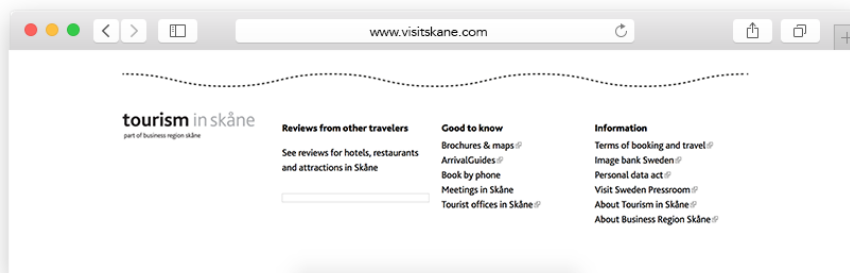 www.visitskane.com
tourism in skåne
part of business region skåne
Reviews from other travelers
See reviews for hotels, restaurants
and attractions in Skåne
Good to know
Brochures & maps
ArrivalGuides
Book by phone
Meetings in Skåne
Tourist offices in Skåne
Information
Terms of booking and travel
Image bank Sweden
Personal data act
Visit Sweden Pressroom
About Tourism in Skåne
About Business Region Skåne